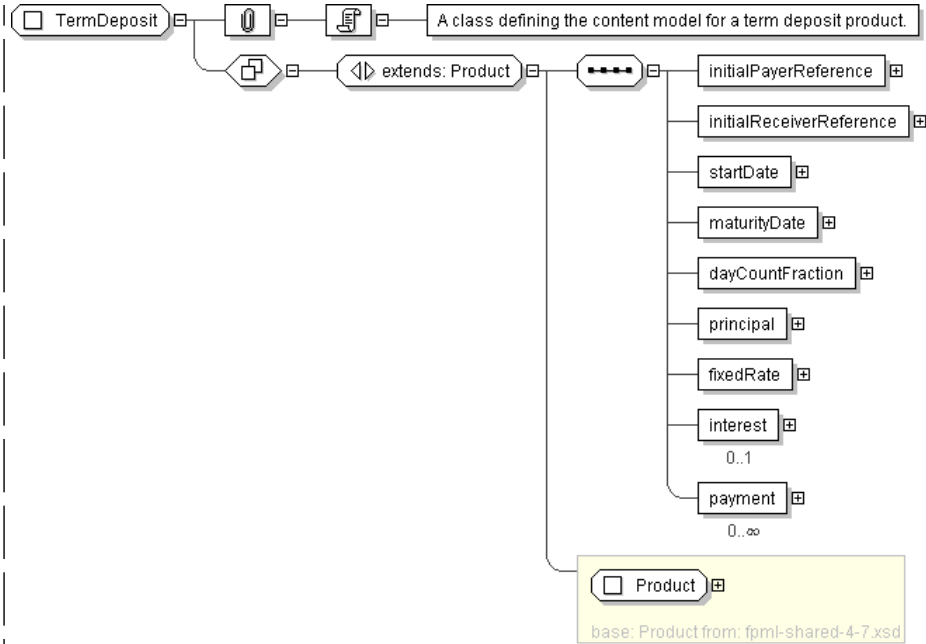 TermDeposit
A class defining the content model for a term deposit product.
extends: Product
initialPayerReference
initialReceiverReference
startDate
maturityDate
dayCountFraction
principal
fixedRate
interest
0..1
payment
0..∞
Product
base: Product from: fpml-shared-4-7.xsd